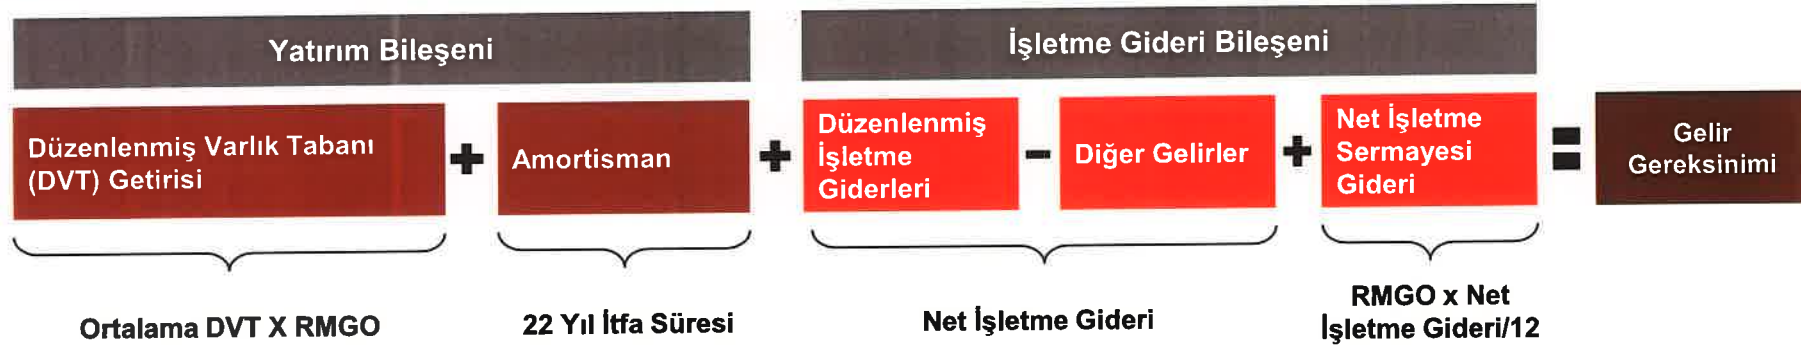 Yatırım Bileşeni
İşletme Gideri Bileşeni
Düzenlenmiş Varlık Tabanı
(DVT) Getirisi
+
Amortisman
+
Düzenlenmiş
İşletme
Giderleri
-
Diğer Gelirler
+
Net İşletme
Sermayesi
Gideri
=
Gelir
Gereksinimi
Ortalama DVT X RMGO
22 Yıl İtfa Süresi
Net İşletme Gideri
RMGO x Net
İşletme Gideri/12